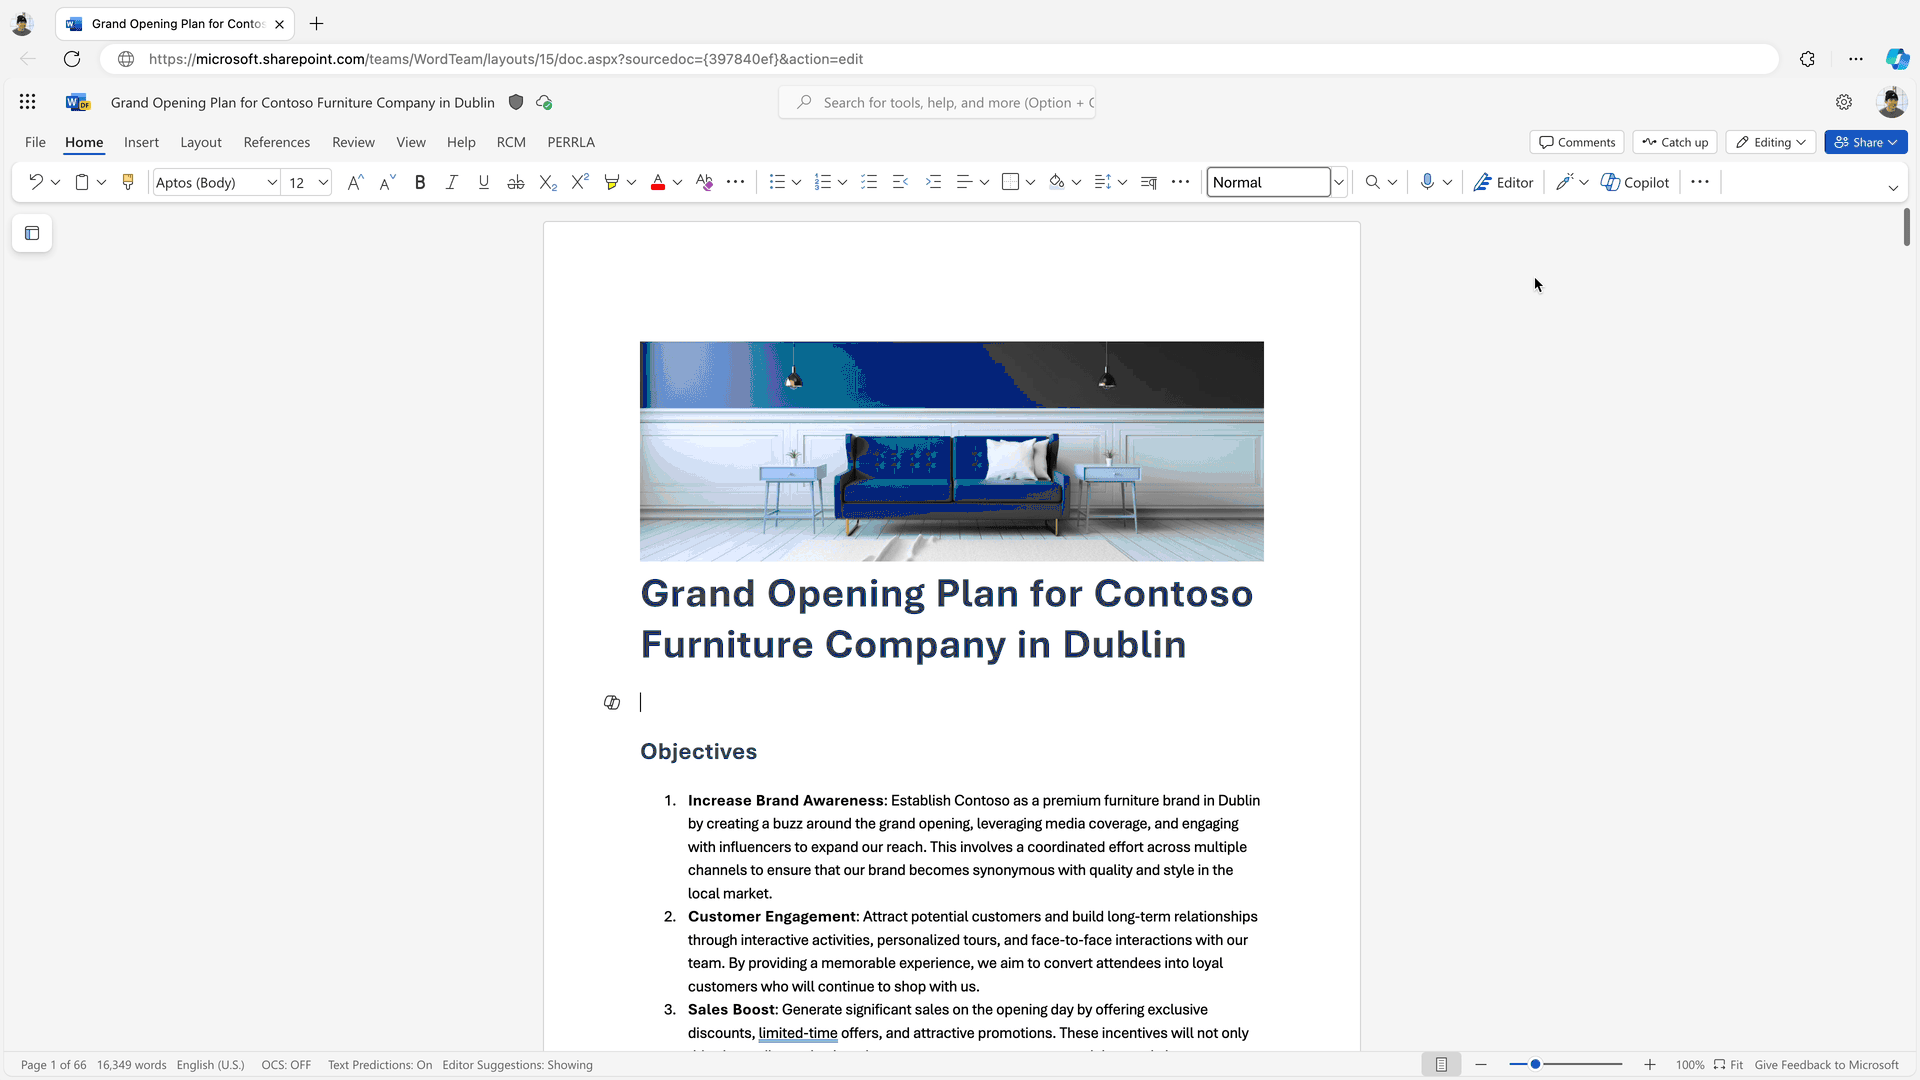 Grand Opening Plan for Contos
https://microsoft.sharepoint.com/teams/WordTeam/layouts/15/doc.aspx?sourcedoc={397840ef}&action=edit
Grand Opening Plan for Contoso Furniture Company in Dublin
Search for tools, help, and more (Option + Q
File Home Insert Layout References Review View Help RCM PERRLA
Comments Catch up Editing Share
Aptos (Body) 12 Normal Editor Copilot
Grand Opening Plan for Contoso
Furniture Company in Dublin
Objectives
1. Increase Brand Awareness: Establish Contoso as a premium furniture brand in Dublin
by creating a buzz around the grand opening, leveraging media coverage, and engaging
with influencers to expand our reach. This involves a coordinated effort across multiple
channels to ensure that our brand becomes synonymous with quality and style in the
local market.
2. Customer Engagement: Attract potential customers and build long-term relationships
through interactive activities, personalized tours, and face-to-face interactions with our
team. By providing a memorable experience, we aim to convert attendees into loyal
customers who will continue to shop with us.
3. Sales Boost: Generate significant sales on the opening day by offering exclusive
discounts, limited-time offers, and attractive promotions. These incentives will not only
Page 1 of 66 16,349 words English (U.S.) OCS: OFF Text Predictions: On Editor Suggestions: Showing 100% Fit Give Feedback to Microsoft